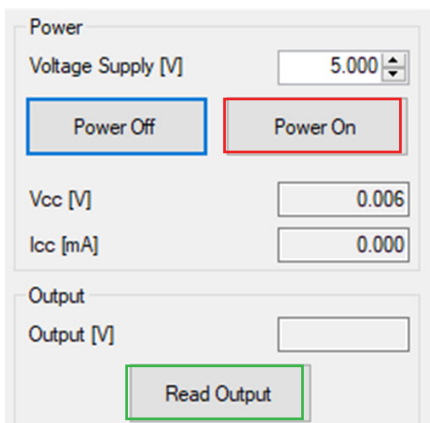 Power
Voltage Supply [V] 5.000
Power Off Power On
Vcc [V] 0.006
Icc [mA] 0.000
Output
Output [V]
Read Output